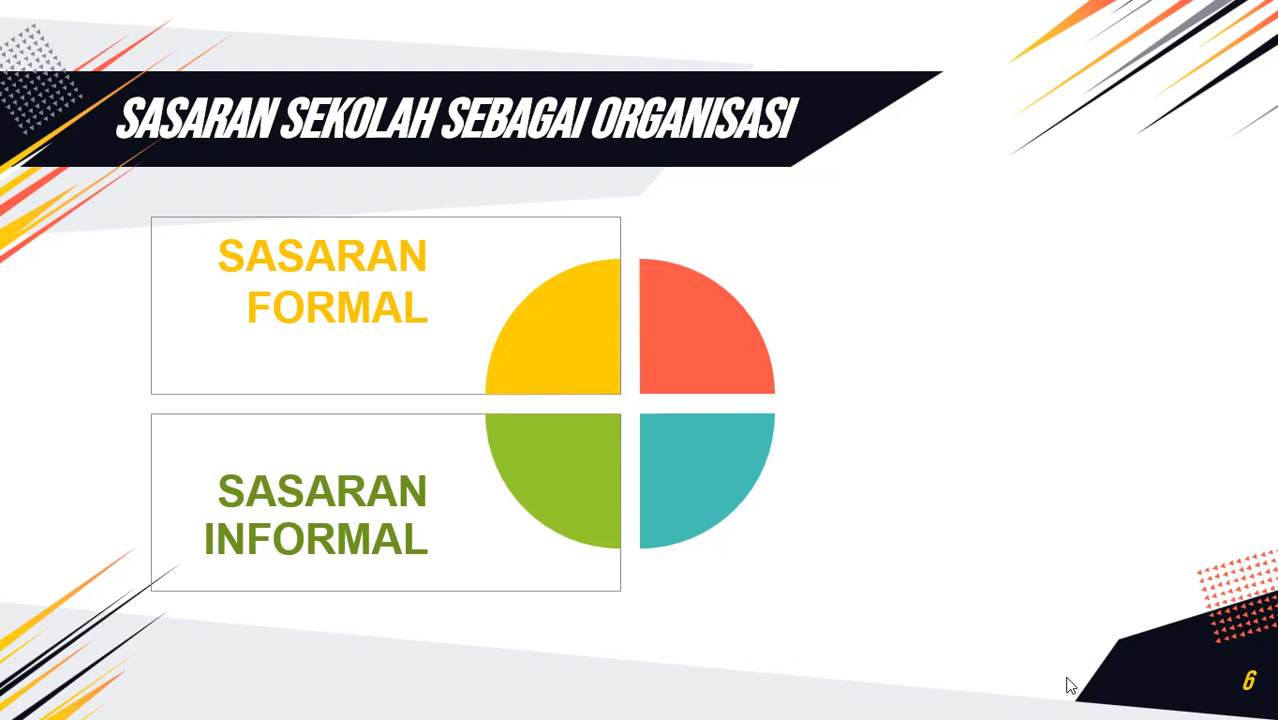 SASARAN SEKOLAH SEBAGAI ORGANISASI
SASARAN
FORMAL
SASARAN
INFORMAL
6